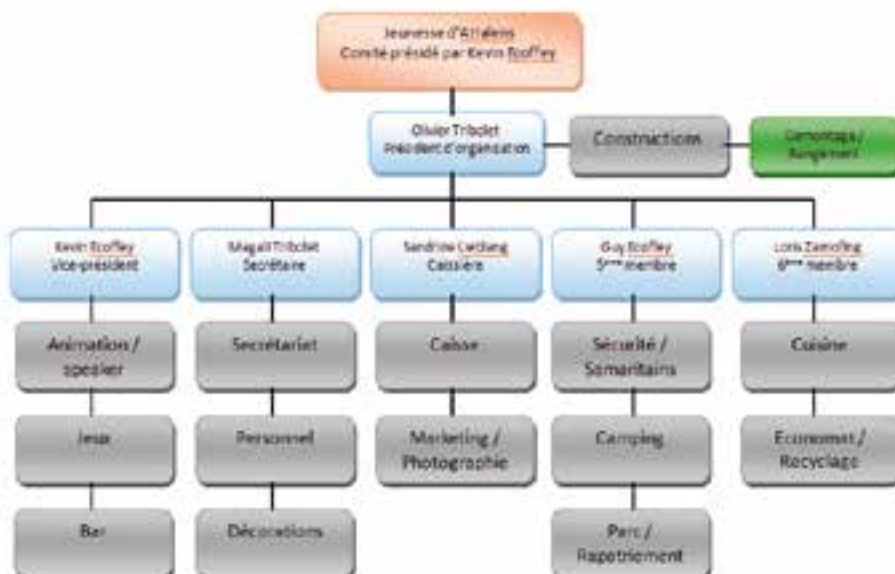 Jeunesse d'Attalens
Comité présidé par Kevin Ecoffey
Olivier Tribolet
Président d'organisation
Constructions
Démontage /
Rangement
Kevin Ecoffey
Vice-président
Magali Tribolet
Secrétaire
Sandrine
Caissière
Guy Ecoffey
5ème membre
Loris
6ème membre
Animation /
speaker
Secrétariat
Caisse
Sécurité /
Samaritains
Cuisine
Jeux
Personnel
Marketing /
Photographie
Camping
Economat /
Recyclage
Bar
Décorations
Parc /
Rapatriement